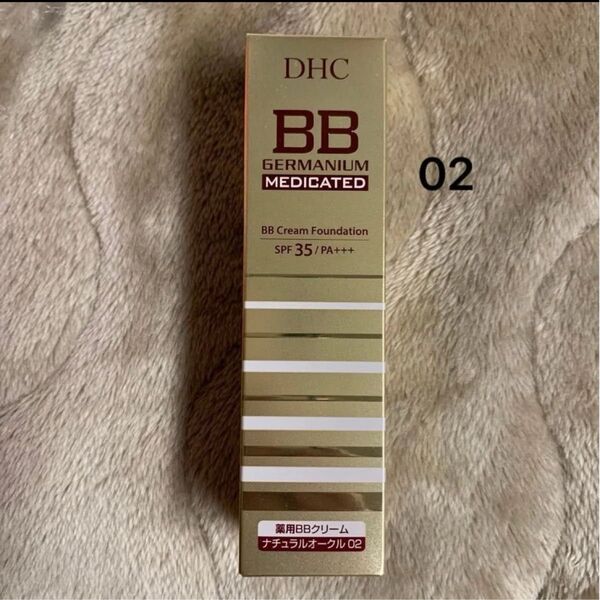 DHC
BB
GERMANIUM
MEDICATED
02
BB Cream Foundation
SPF 35 / PA+++
薬用BBクリーム
ナチュラルオークル 02